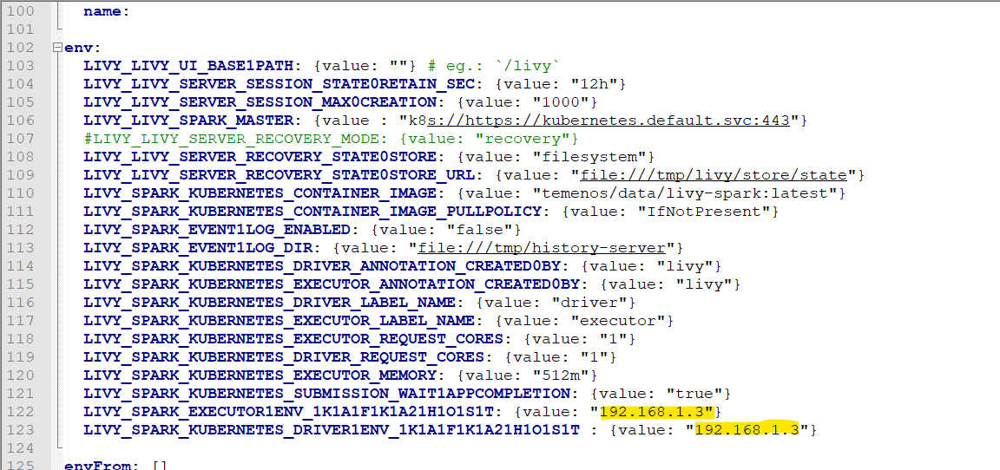 100 name:
101
102 env:
103 LIVY_LIVY_UI_BASE1PATH: {value: ""} # eg.: `/livy`
104 LIVY_LIVY_SERVER_SESSION_STATE0RETAIN_SEC: {value: "12h"}
105 LIVY_LIVY_SERVER_SESSION_MAX0CREATION: {value: "1000"}
106 LIVY_LIVY_SPARK_MASTER: {value : "k8s://https://kubernetes.default.svc:443"}
107 #LIVY_LIVY_SERVER_RECOVERY_MODE: {value: "recovery"}
108 LIVY_LIVY_SERVER_RECOVERY_STATE0STORE: {value: "filesystem"}
109 LIVY_LIVY_SERVER_RECOVERY_STATE0STORE_URL: {value: "file:///tmp/livy/store/state"}
110 LIVY_SPARK_KUBERNETES_CONTAINER_IMAGE: {value: "temenos/data/livy-spark:latest"}
111 LIVY_SPARK_KUBERNETES_CONTAINER_IMAGE_PULLPOLICY: {value: "IfNotPresent"}
112 LIVY_SPARK_EVENT1LOG_ENABLED: {value: "false"}
113 LIVY_SPARK_EVENT1LOG_DIR: {value: "file:///tmp/history-server"}
114 LIVY_SPARK_KUBERNETES_DRIVER_ANNOTATION_CREATED0BY: {value: "livy"}
115 LIVY_SPARK_KUBERNETES_EXECUTOR_ANNOTATION_CREATED0BY: {value: "livy"}
116 LIVY_SPARK_KUBERNETES_DRIVER_LABEL_NAME: {value: "driver"}
117 LIVY_SPARK_KUBERNETES_EXECUTOR_LABEL_NAME: {value: "executor"}
118 LIVY_SPARK_KUBERNETES_EXECUTOR_REQUEST_CORES: {value: "1"}
119 LIVY_SPARK_KUBERNETES_DRIVER_REQUEST_CORES: {value: "1"}
120 LIVY_SPARK_KUBERNETES_EXECUTOR_MEMORY: {value: "512m"}
121 LIVY_SPARK_KUBERNETES_SUBMISSION_WAIT1APPCOMPLETION: {value: "true"}
122 LIVY_SPARK_EXECUTOR1ENV_1K1A1F1K1A21H1O1S1T: {value: "192.168.1.3"}
123 LIVY_SPARK_KUBERNETES_DRIVER1ENV_1K1A1F1K1A21H1O1S1T : {value: "192.168.1.3"}
124
125 envFrom: []